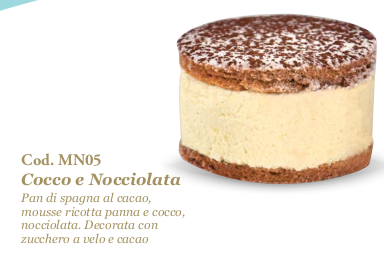 Cod. MN05
Cocco e Nocciolata
Pan di spagna al cacao,
mousse ricotta panna e cocco,
nocciolata. Decorata con
zucchero a velo e cacao